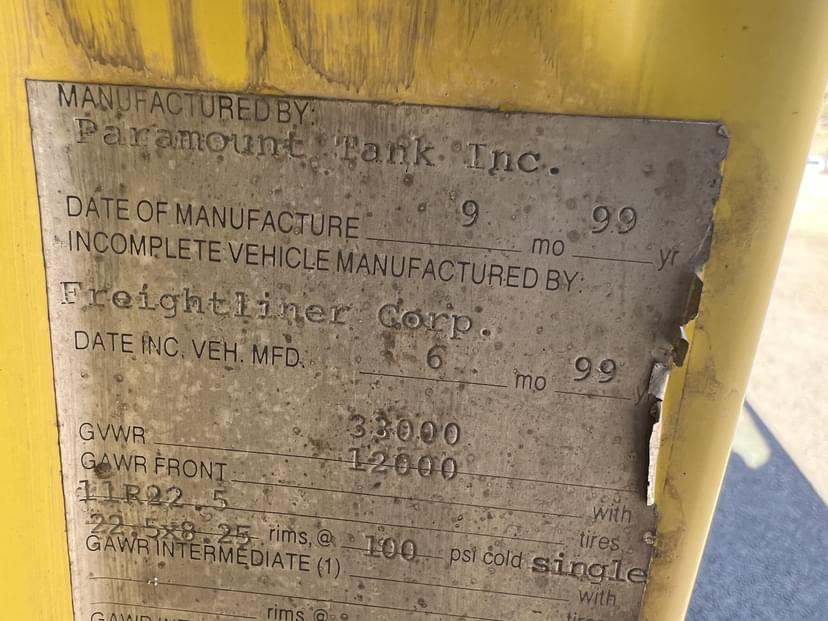 MANUFACTURED BY:
Paramount Tank Inc.
DATE OF MANUFACTURE 9 mo 99 yr
INCOMPLETE VEHICLE MANUFACTURED BY:
Freightliner Corp.
DATE INC. VEH. MFD. 6 mo 99 y
GVWR 33000
GAWR FRONT 12000
11R22.5 with
tires
22.5x8.25 rims, @ 100 psi cold single
GAWR INTERMEDIATE (1)
with
rims @